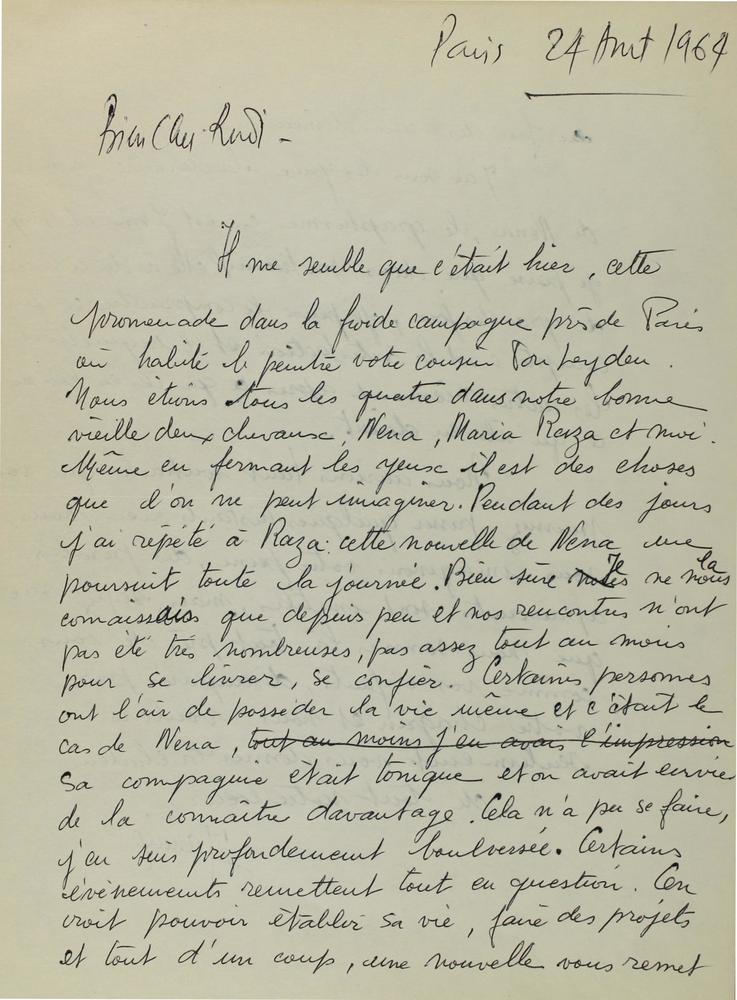 Paris 24 Avril 1964
Bien Cher Rudi -
Il me semble que c'était hier, cette
promenade dans la froide campagne près de Paris
où habite le peintre votre cousin Von Leyden.
Nous étions tous les quatre dans notre bonne
vieille deux chevaux, Nena, Maria Raza et moi.
Même en fermant les yeux il est des choses
que l'on ne peut imaginer. Pendant des jours
j'ai répété à Raza: cette nouvelle de Nena me
poursuit toute la journée. Bien sûre je ne la
connaissais que depuis peu et nos rencontres n'ont
pas été très nombreuses, pas assez tout au moins
pour se livrer, se confier. Certaines personnes
ont l'air de posséder la vie même et c'était le
cas de Nena, tout au moins j'en avais l'impression
Sa compagnie était tonique et on avait envie
de la connaître davantage. Cela n'a pu se faire,
j'en suis profondément boulversée. Certains
évènements remettent tout en question. On
croit pouvoir établir sa vie, faire des projets
et tout d'un coup, une nouvelle vous remet